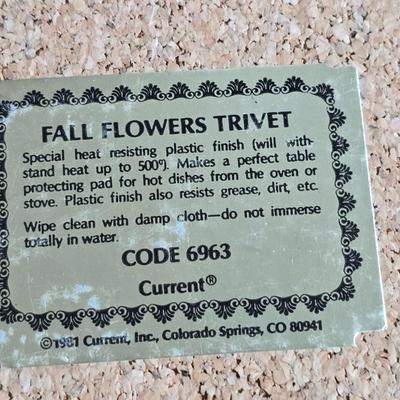 FALL FLOWERS TRIVET
Special heat resisting plastic finish (will with-
stand heat up to 500º). Makes a perfect table
protecting pad for hot dishes from the oven or
stove. Plastic finish also resists grease, dirt, etc.
Wipe clean with damp cloth—do not immerse
totally in water.
CODE 6963
Current®
©1981 Current, Inc., Colorado Springs, CO 80941